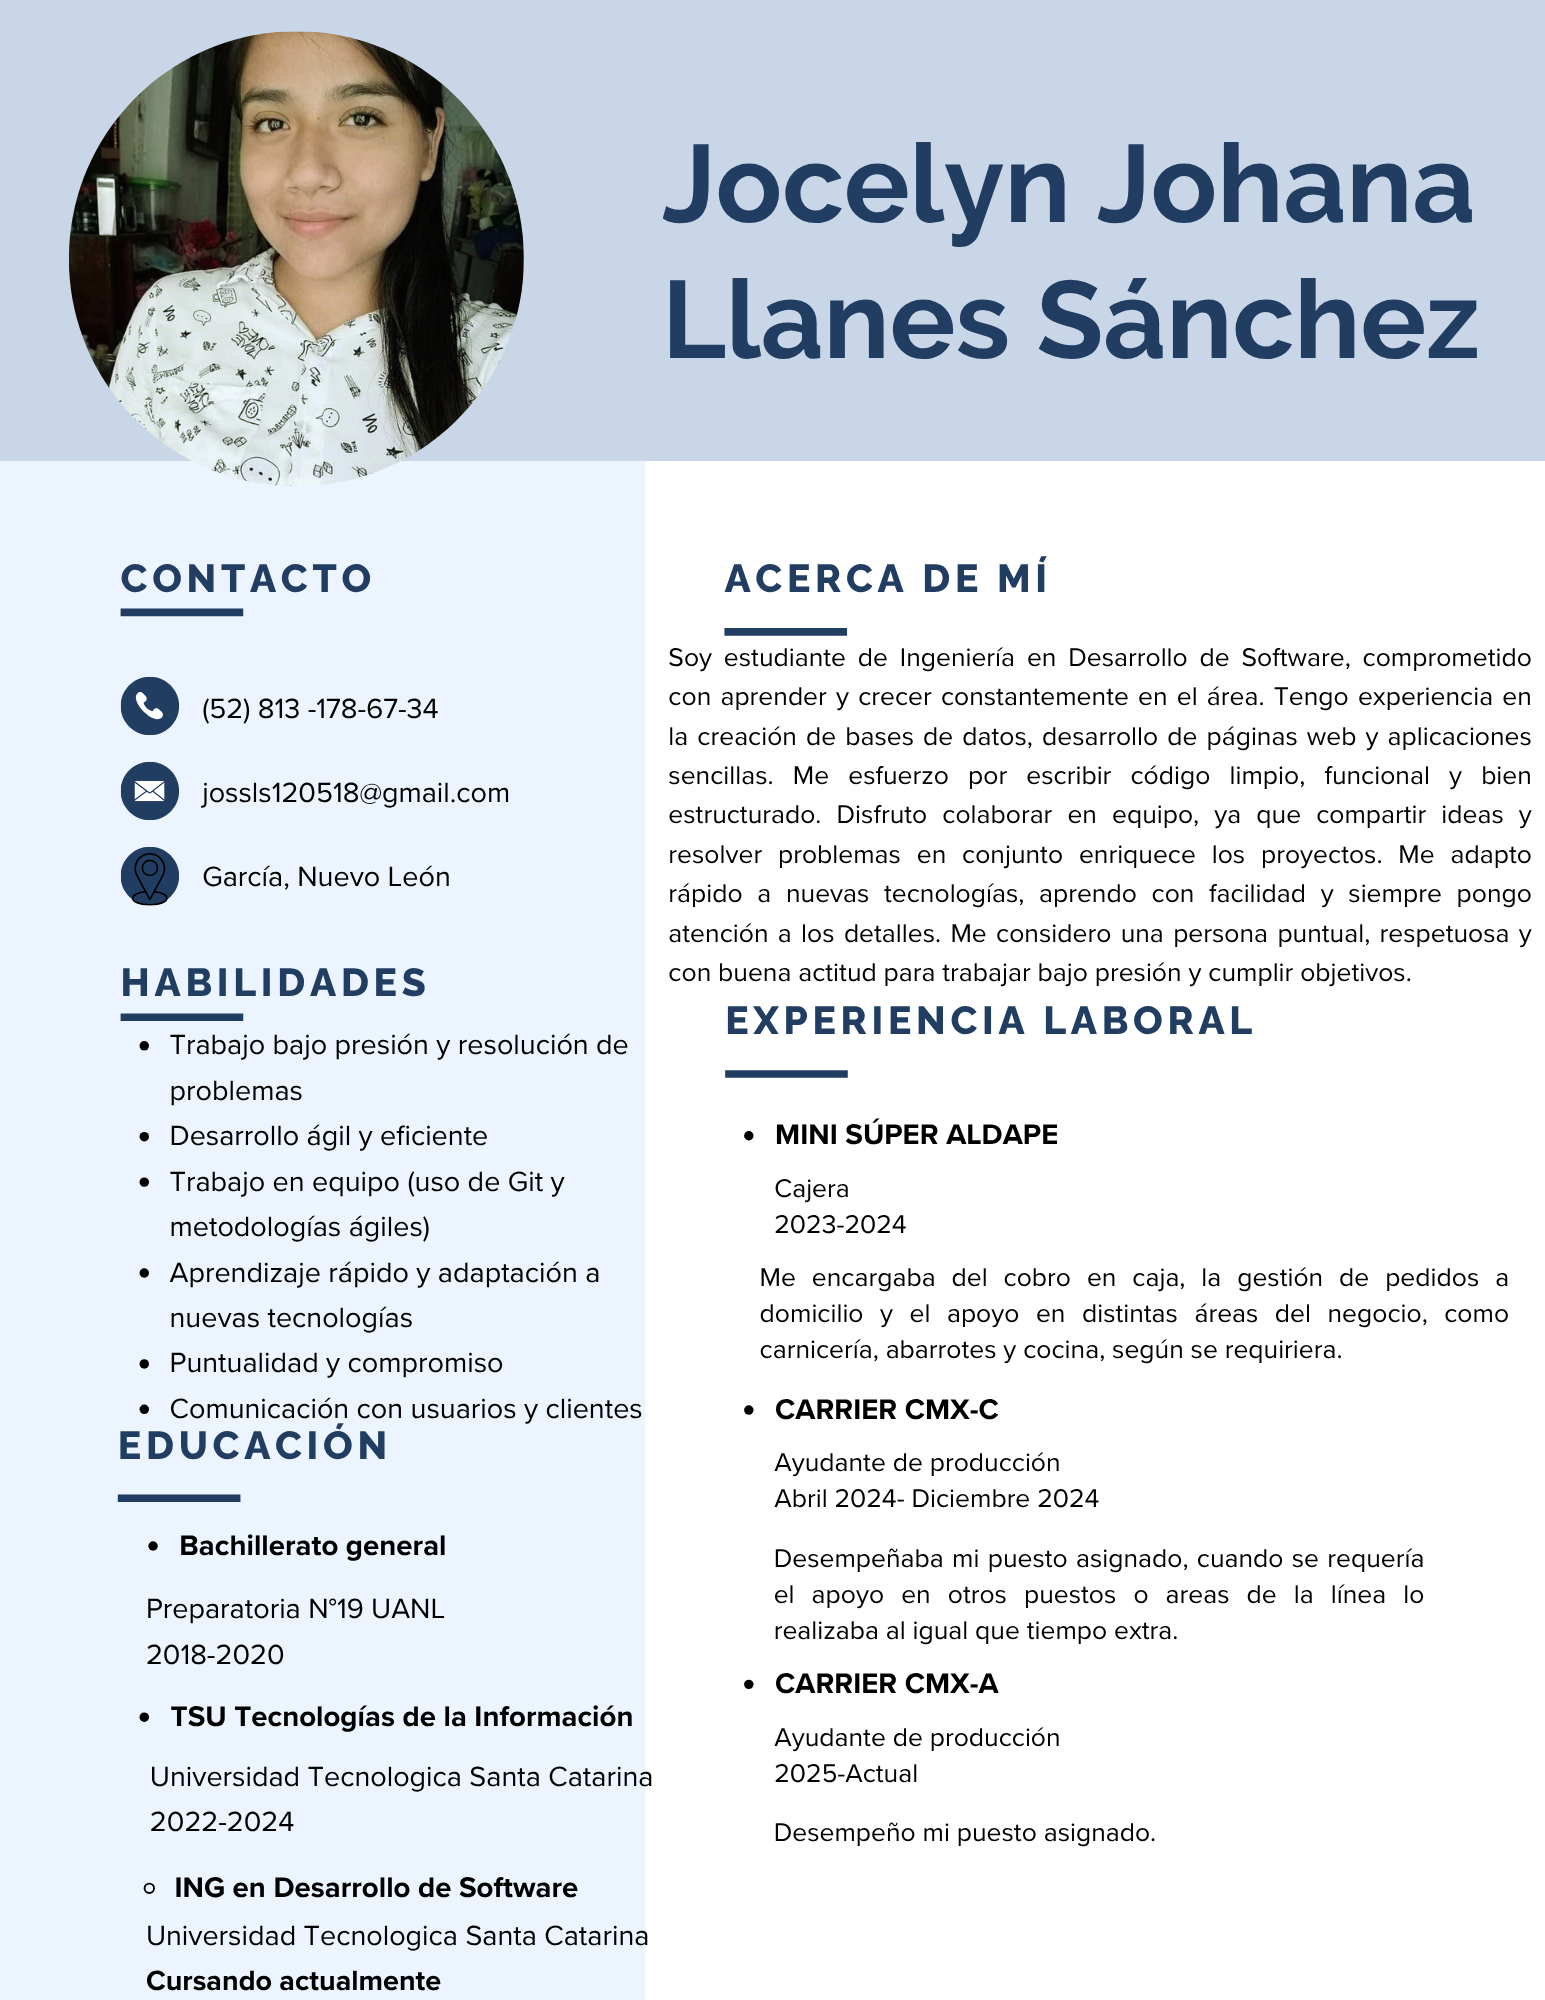 Jocelyn Johana
Llanes Sánchez
CONTACTO
(52) 813 -178-67-34
jossls120518@gmail.com
García, Nuevo León
HABILIDADES
Trabajo bajo presión y resolución de
problemas
Desarrollo ágil y eficiente
Trabajo en equipo (uso de Git y
metodologías ágiles)
Aprendizaje rápido y adaptación a
nuevas tecnologías
Puntualidad y compromiso
Comunicación con usuarios y clientes
EDUCACIÓN
Bachillerato general
Preparatoria N°19 UANL
2018-2020
TSU Tecnologías de la Información
Universidad Tecnologica Santa Catarina
2022-2024
ING en Desarrollo de Software
Universidad Tecnologica Santa Catarina
Cursando actualmente
ACERCA DE MÍ
Soy estudiante de Ingeniería en Desarrollo de Software, comprometido
con aprender y crecer constantemente en el área. Tengo experiencia en
la creación de bases de datos, desarrollo de páginas web y aplicaciones
sencillas. Me esfuerzo por escribir código limpio, funcional y bien
estructurado. Disfruto colaborar en equipo, ya que compartir ideas y
resolver problemas en conjunto enriquece los proyectos. Me adapto
rápido a nuevas tecnologías, aprendo con facilidad y siempre pongo
atención a los detalles. Me considero una persona puntual, respetuosa y
con buena actitud para trabajar bajo presión y cumplir objetivos.
EXPERIENCIA LABORAL
MINI SÚPER ALDAPE
Cajera
2023-2024
Me encargaba del cobro en caja, la gestión de pedidos a
domicilio y el apoyo en distintas áreas del negocio, como
carnicería, abarrotes y cocina, según se requiriera.
CARRIER CMX-C
Ayudante de producción
Abril 2024- Diciembre 2024
Desempeñaba mi puesto asignado, cuando se requería
el apoyo en otros puestos o areas de la línea lo
realizaba al igual que tiempo extra.
CARRIER CMX-A
Ayudante de producción
2025-Actual
Desempeño mi puesto asignado.